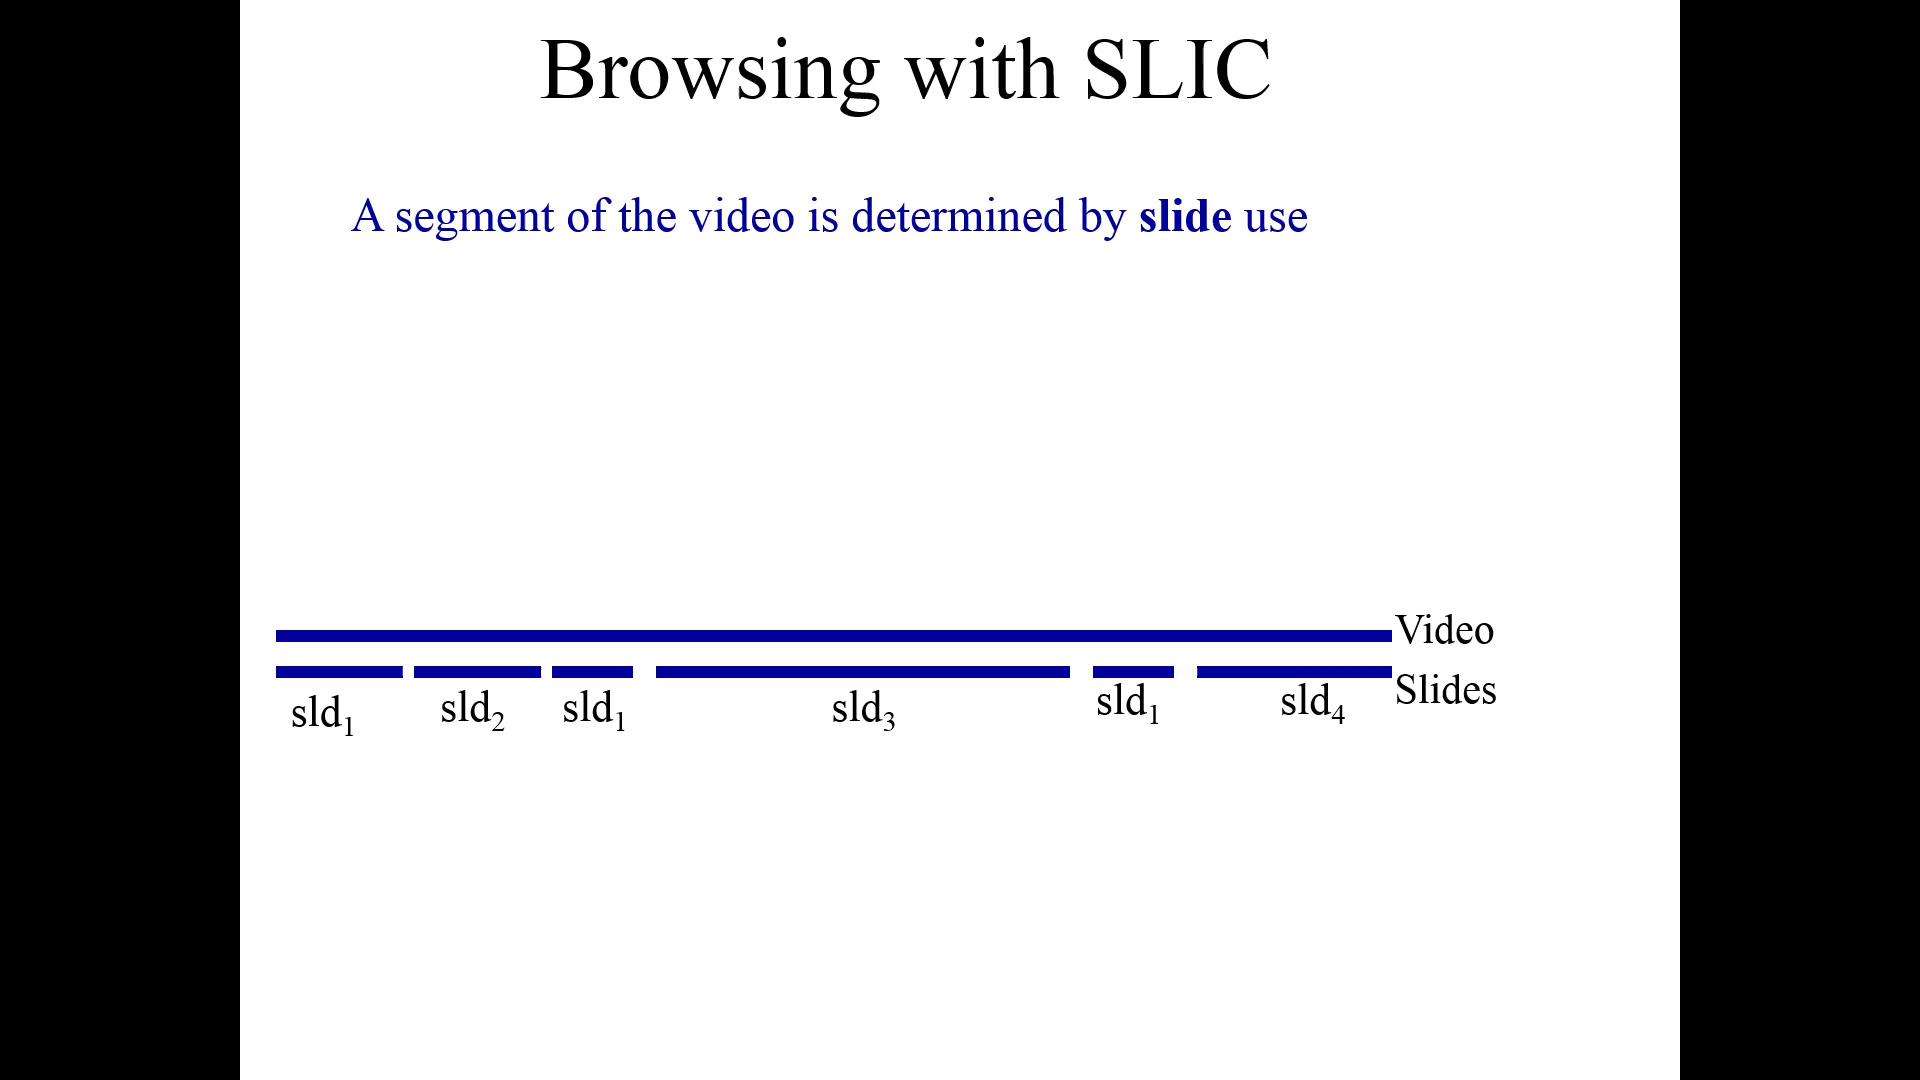 Browsing with SLIC
A segment of the video is determined by slide use
Video
Slides
sld1 sld2 sld1 sld3 sld1 sld4